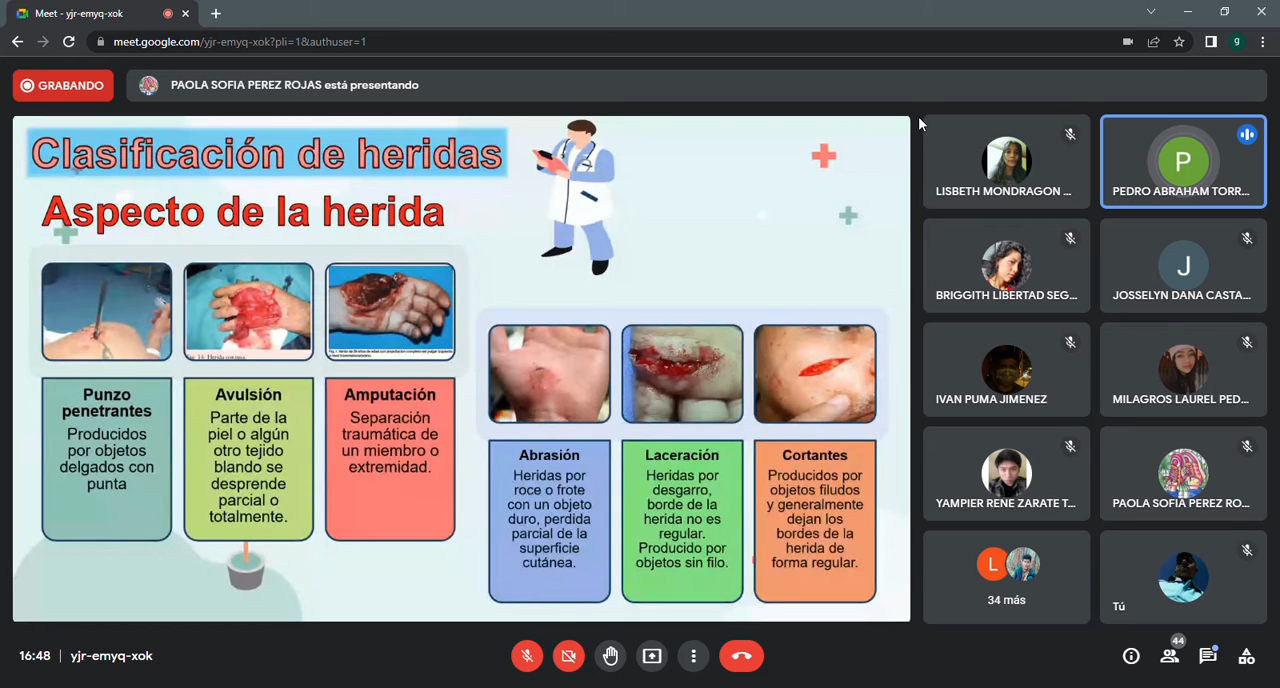 Meet - yjr-emyq-xok
meet.google.com/yjr-emyq-xok?pli=1&authuser=1
g
GRABANDO
PAOLA SOFIA PEREZ ROJAS está presentando
Clasificación de heridas
Aspecto de la herida
Punzo
penetrantes
Producidos
por objetos
delgados con
punta
Avulsión
Parte de la
piel o algún
otro tejido
blando se
desprende
parcial o
totalmente.
Amputación
Separación
traumática de
un miembro o
extremidad.
Abrasión
Heridas por
roce o frote
con un objeto
duro, perdida
parcial de la
superficie
cutánea.
Laceración
Heridas por
desgarro,
borde de la
herida no es
regular.
Producido por
objetos sin filo.
Cortantes
Producidos por
objetos filudos
y generalmente
dejan los
bordes de la
herida de
forma regular.
LISBETH MONDRAGON ...
P
PEDRO ABRAHAM TORR...
BRIGGITH LIBERTAD SEG...
J
JOSSELYN DANA CASTA...
IVAN PUMA JIMENEZ
MILAGROS LAUREL PED...
YAMPIER RENE ZARATE T...
PAOLA SOFIA PEREZ RO...
L
34 más
Tú
16:48 | yjr-emyq-xok
44